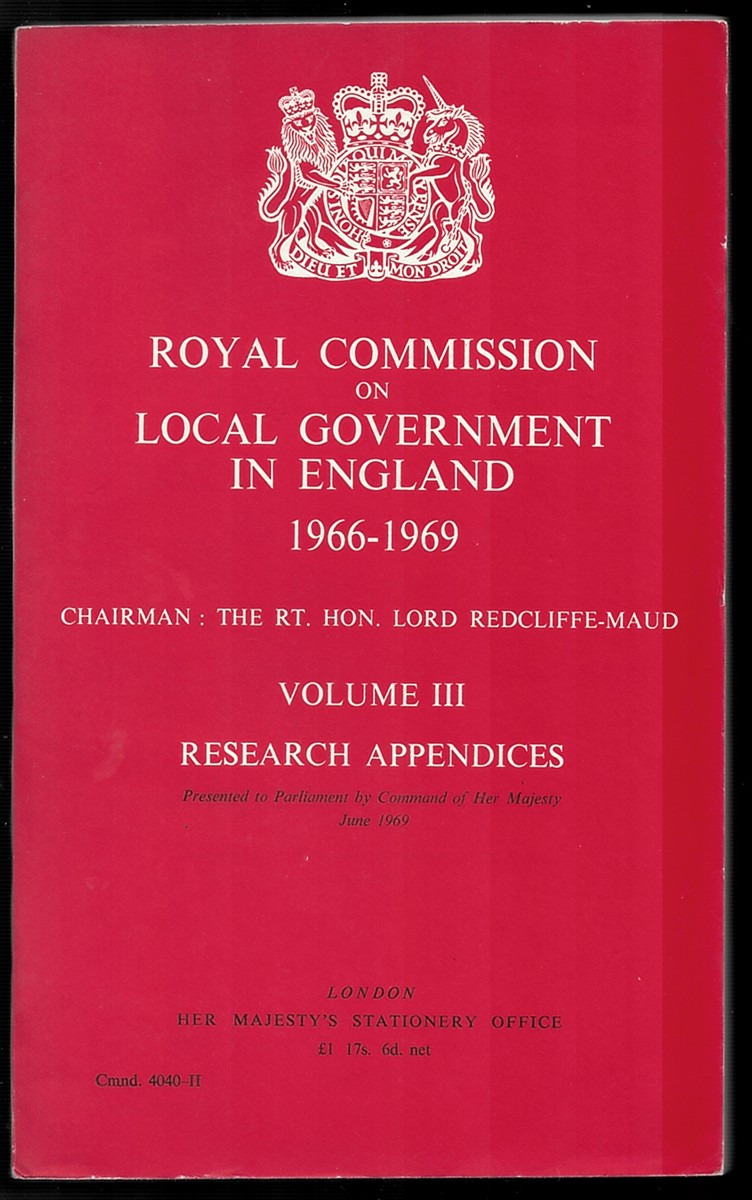 HONI SOIT QUI MAL Y PENSE
DIEU ET MON DROIT
ROYAL COMMISSION
ON
LOCAL GOVERNMENT
IN ENGLAND
1966-1969
CHAIRMAN : THE RT. HON. LORD REDCLIFFE-MAUD
VOLUME III
RESEARCH APPENDICES
Presented to Parliament by Command of Her Majesty
June 1969
LONDON
HER MAJESTY'S STATIONERY OFFICE
£1 17s. 6d. net
Cmnd. 4040-II